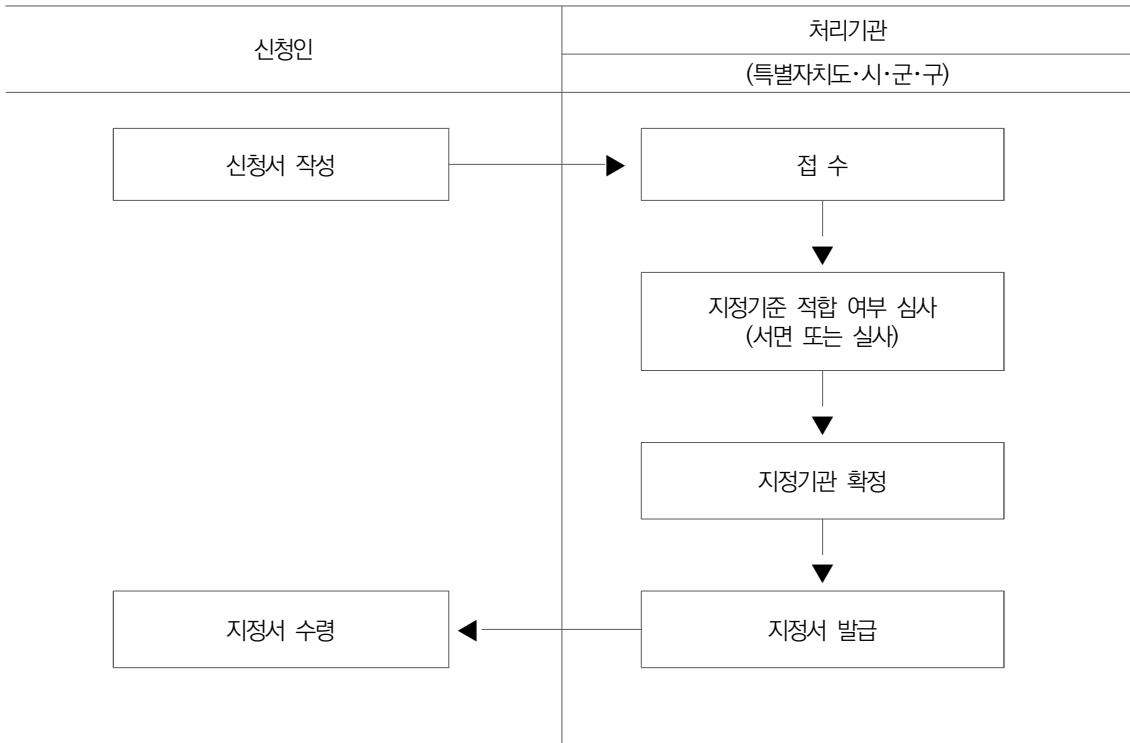 신청인
처리기관
(특별자치도·시·군·구)
신청서 작성
접 수
지정기준 적합 여부 심사
(서면 또는 실사)
지정기관 확정
지정서 수령
지정서 발급